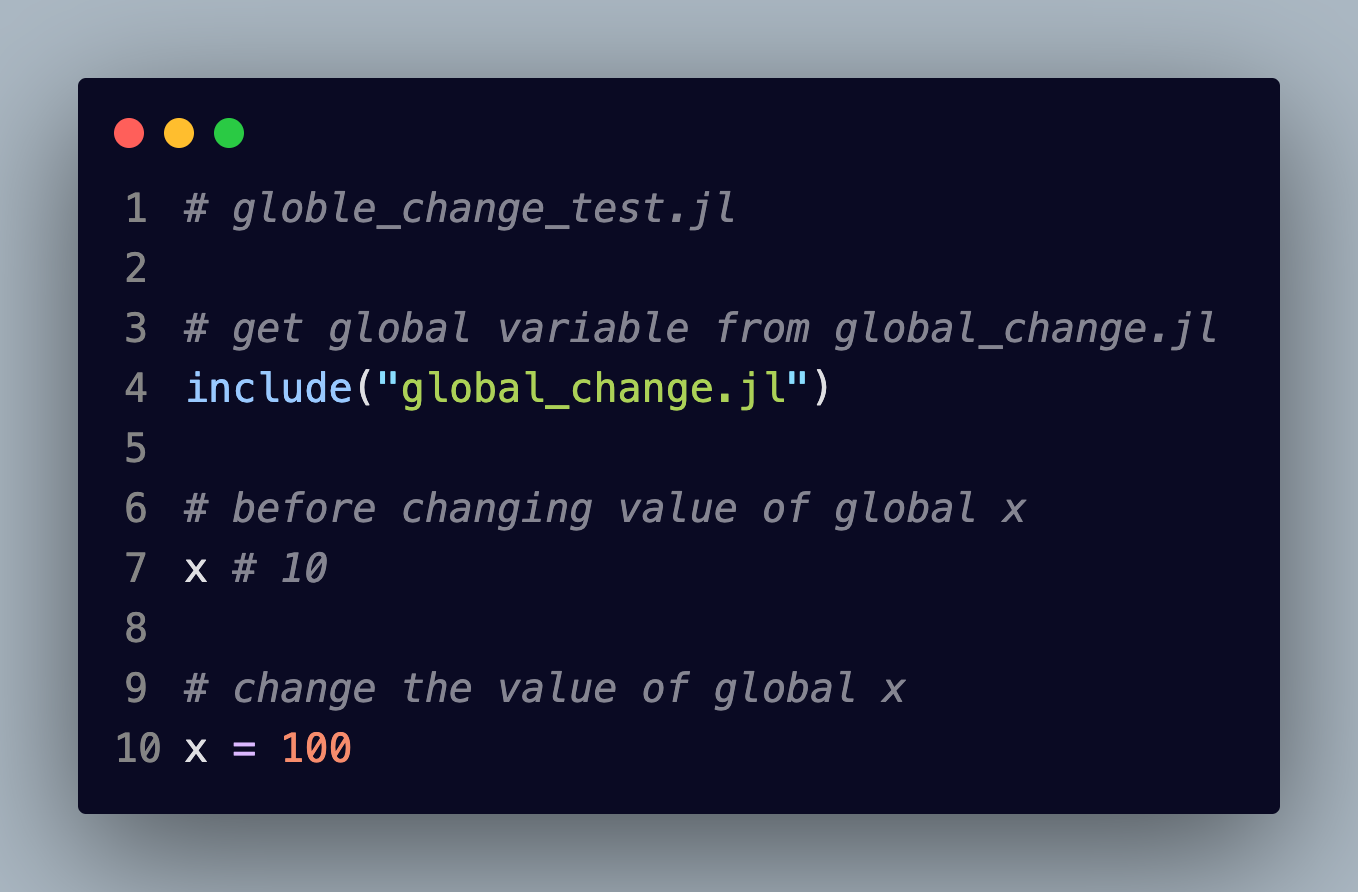 1 # globle_change_test.jl
2
3 # get global variable from global_change.jl
4 include("global_change.jl")
5
6 # before changing value of global x
7 x # 10
8
9 # change the value of global x
10 x = 100